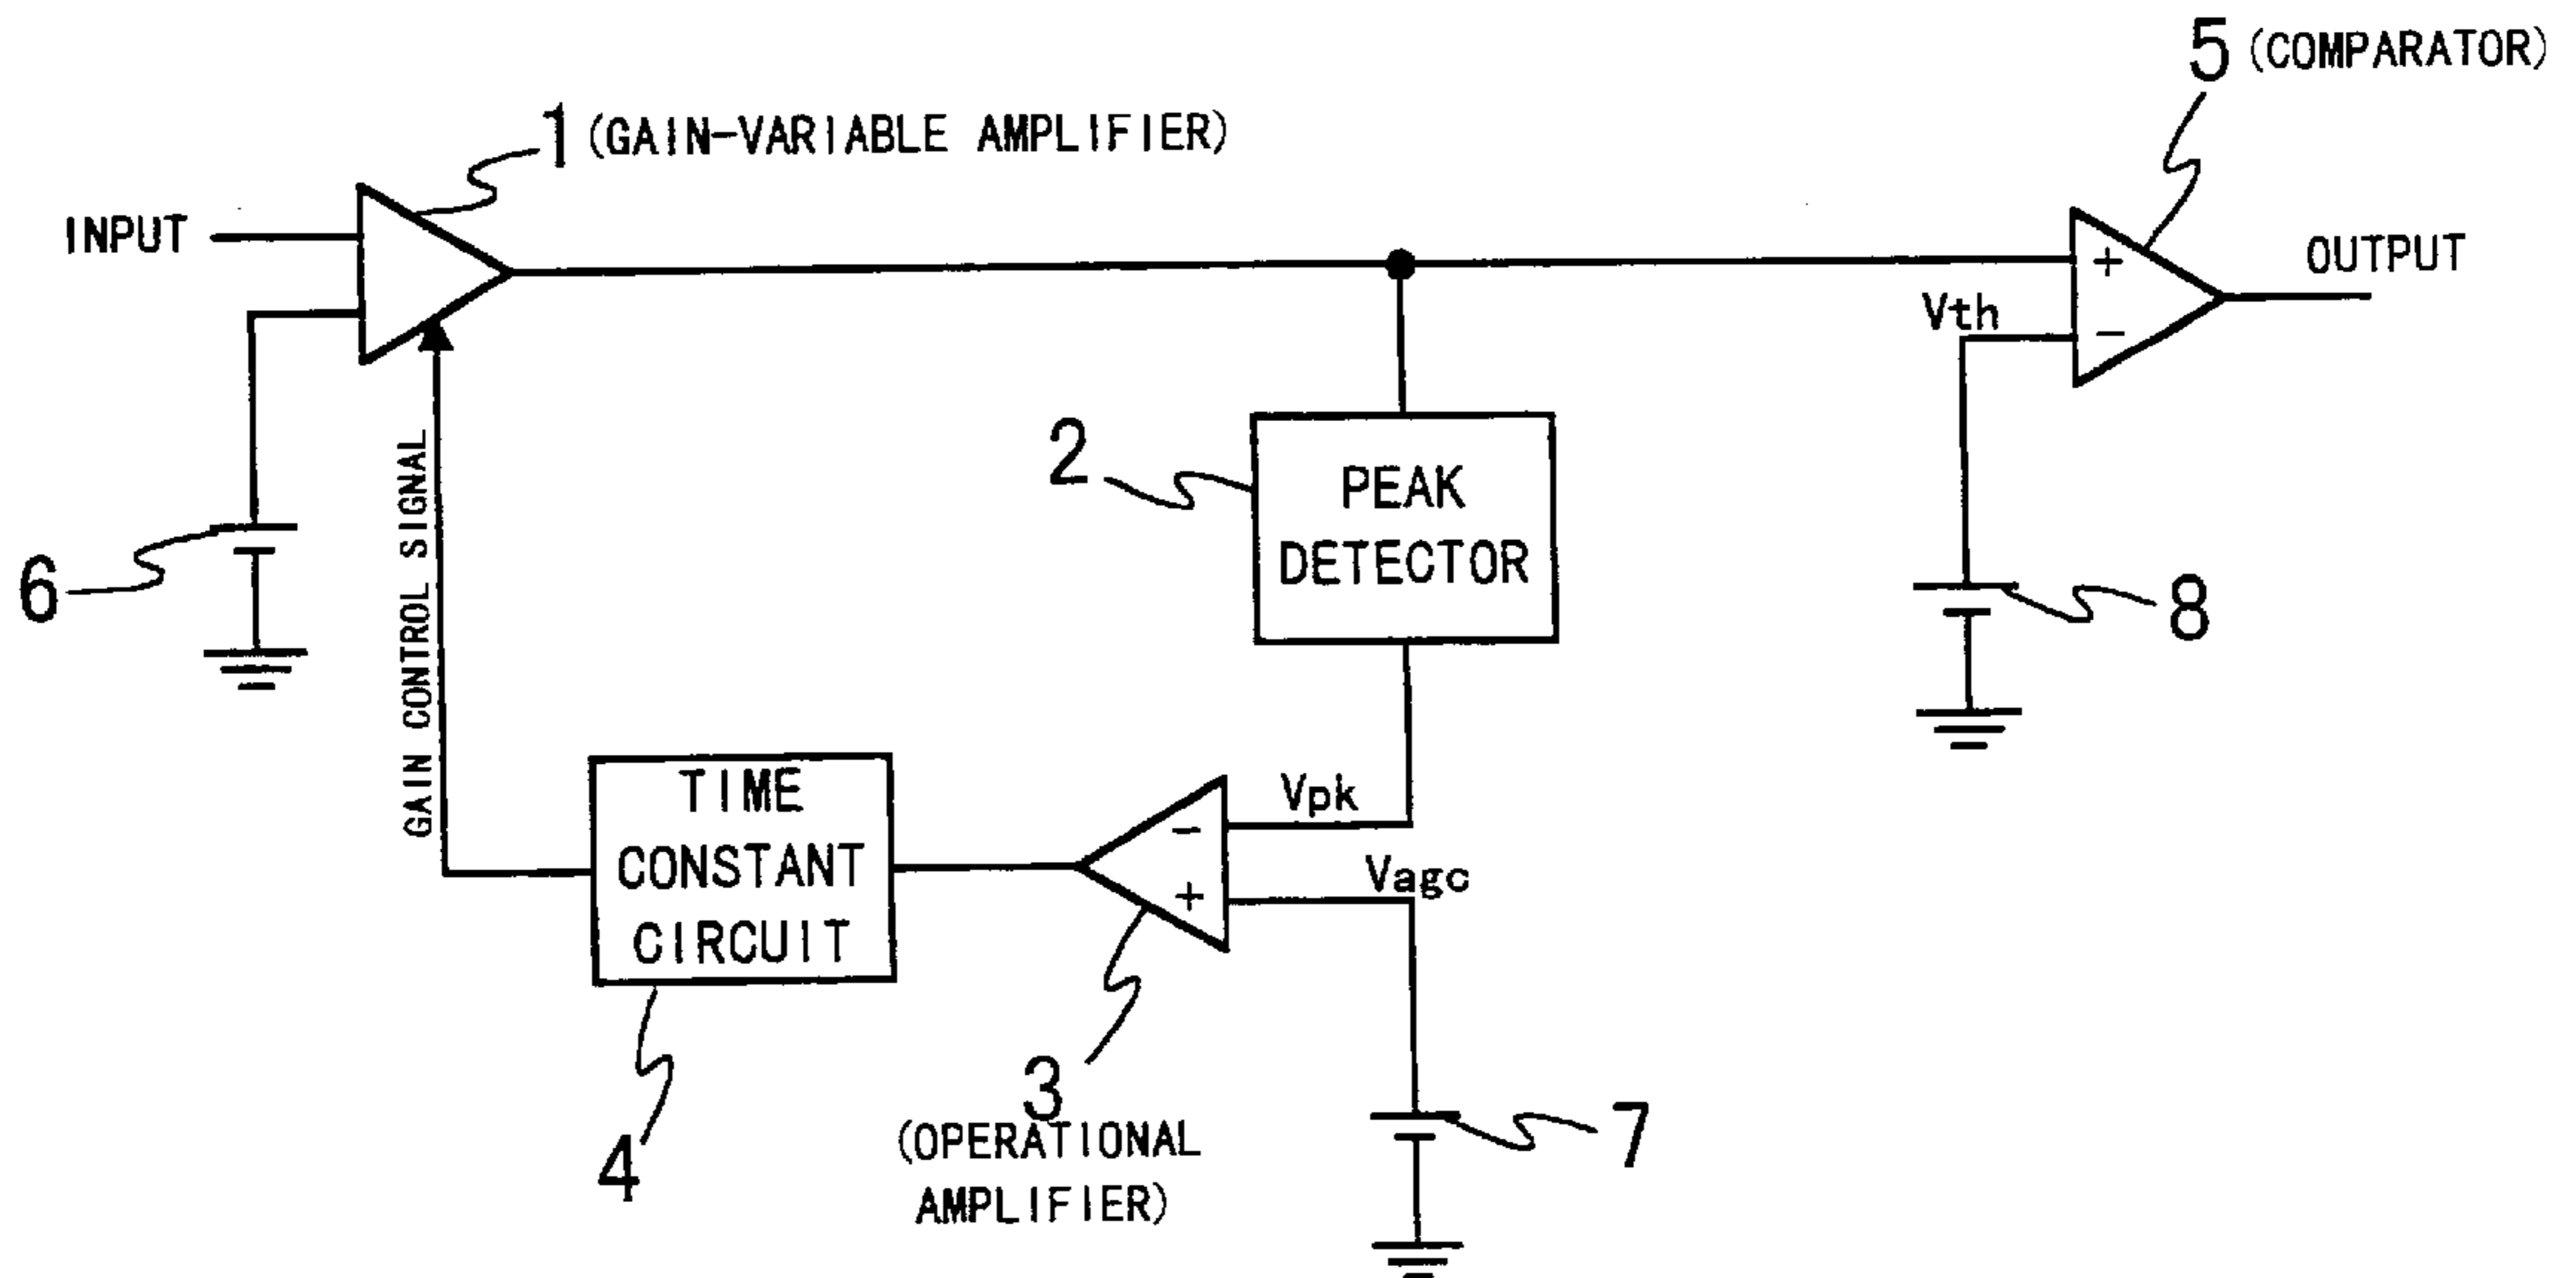 5 (COMPARATOR)
1 (GAIN-VARIABLE AMPLIFIER)
INPUT
+
OUTPUT
Vth
−
2
PEAK
DETECTOR
GAIN CONTROL SIGNAL
6
8
TIME
CONSTANT
CIRCUIT
Vpk
−
Vagc
+
3
(OPERATIONAL
AMPLIFIER)
4
7